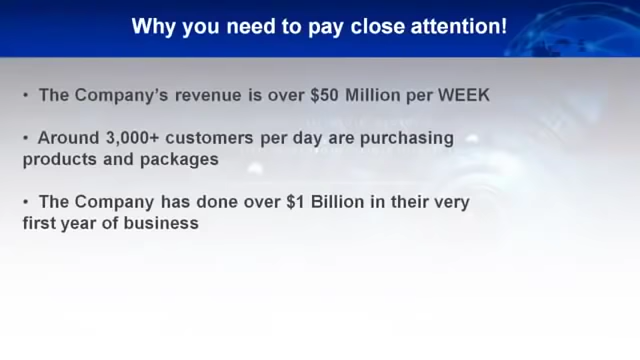 Why you need to pay close attention!
• The Company's revenue is over $50 Million per WEEK
• Around 3,000+ customers per day are purchasing
products and packages
• The Company has done over $1 Billion in their very
first year of business